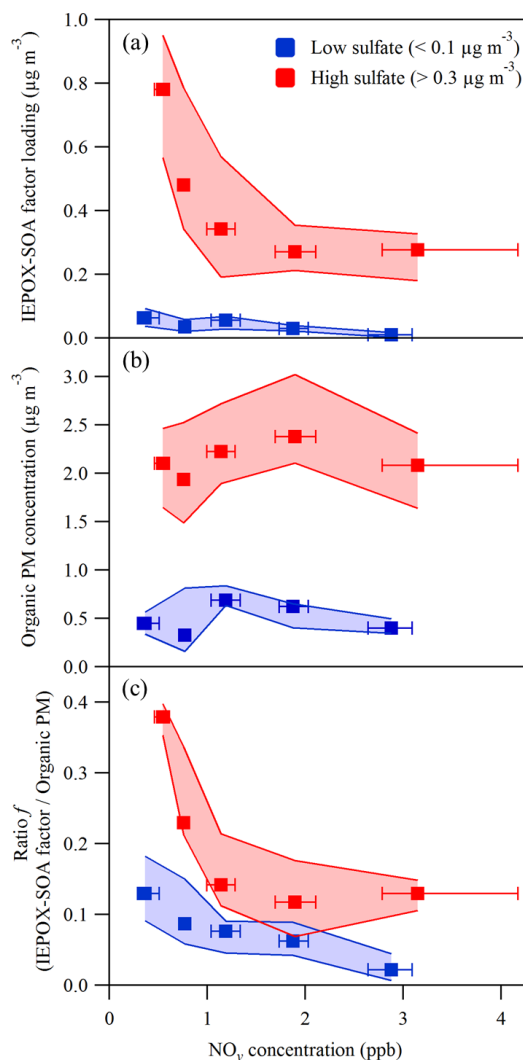 (a)
Low sulfate (< 0.1 µg m⁻³)
High sulfate (> 0.3 µg m⁻³)
IEPOX-SOA factor loading (µg m⁻³)
1.0
0.8
0.6
0.4
0.2
0.0
(b)
Organic PM concentration (µg m⁻³)
3.0
2.5
2.0
1.5
1.0
0.5
0.0
(c)
Ratio f
(IEPOX-SOA factor / Organic PM)
0.4
0.3
0.2
0.1
0.0
0 1 2 3 4
NOy concentration (ppb)